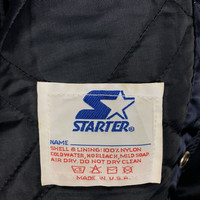 STARTER®
NAME
SHELL & LINING: 100% NYLON
COLD WATER, NO BLEACH, MILD SOAP
AIR DRY. DO NOT DRY CLEAN
MADE IN U.S.A.